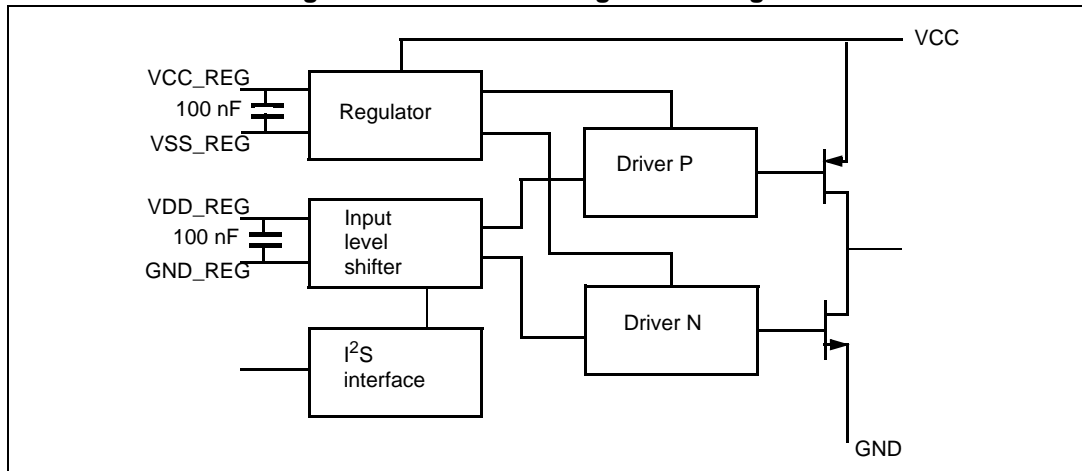 VCC
VCC_REG
100 nF
VSS_REG
Regulator
Driver P
VDD_REG
100 nF
GND_REG
Input
level
shifter
Driver N
I²S
interface
GND